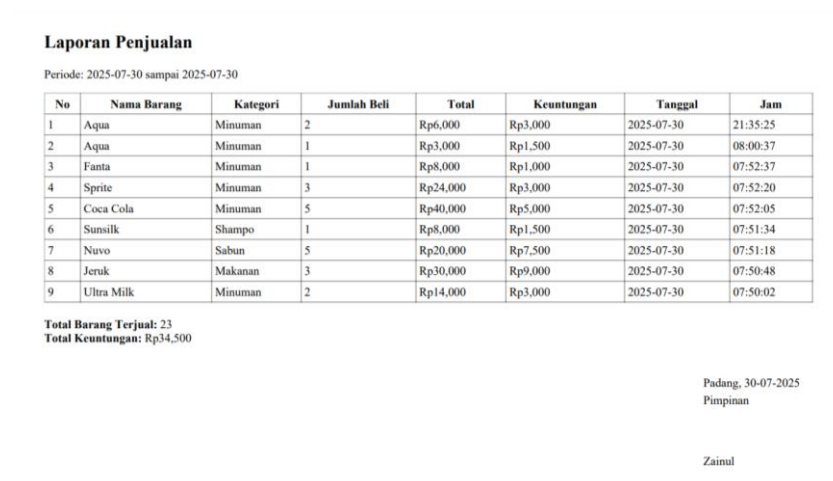 Laporan Penjualan
Periode: 2025-07-30 sampai 2025-07-30
No Nama Barang Kategori Jumlah Beli Total Keuntungan Tanggal Jam
1 Aqua Minuman 2 Rp6,000 Rp3,000 2025-07-30 21:35:25
2 Aqua Minuman 1 Rp3,000 Rp1,500 2025-07-30 08:00:37
3 Fanta Minuman 1 Rp8,000 Rp1,000 2025-07-30 07:52:37
4 Sprite Minuman 3 Rp24,000 Rp3,000 2025-07-30 07:52:20
5 Coca Cola Minuman 5 Rp40,000 Rp5,000 2025-07-30 07:52:05
6 Sunsilk Shampo 1 Rp8,000 Rp1,500 2025-07-30 07:51:34
7 Nuvo Sabun 5 Rp20,000 Rp7,500 2025-07-30 07:51:18
8 Jeruk Makanan 3 Rp30,000 Rp9,000 2025-07-30 07:50:48
9 Ultra Milk Minuman 2 Rp14,000 Rp3,000 2025-07-30 07:50:02
Total Barang Terjual: 23
Total Keuntungan: Rp34,500
Padang, 30-07-2025
Pimpinan
Zainul